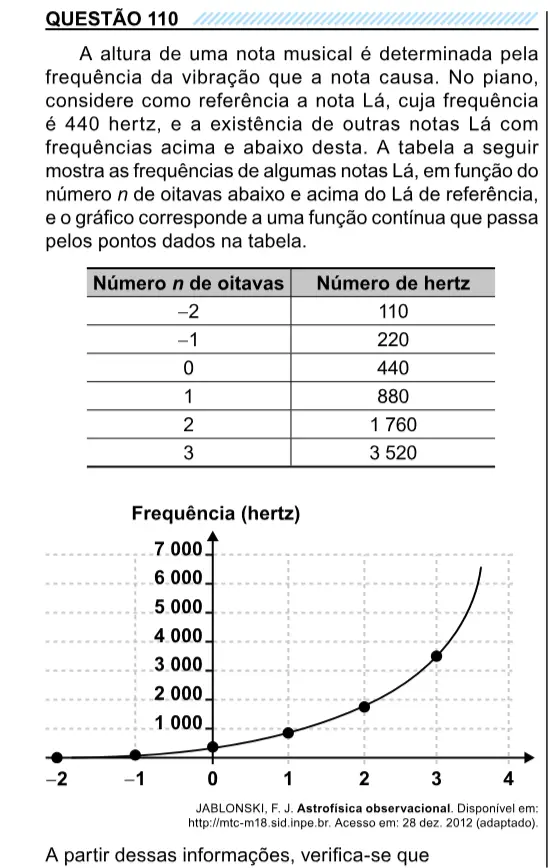 QUESTÃO 110
A altura de uma nota musical é determinada pela
frequência da vibração que a nota causa. No piano,
considere como referência a nota Lá, cuja frequência
é 440 hertz, e a existência de outras notas Lá com
frequências acima e abaixo desta. A tabela a seguir
mostra as frequências de algumas notas Lá, em função do
número n de oitavas abaixo e acima do Lá de referência,
e o gráfico corresponde a uma função contínua que passa
pelos pontos dados na tabela.
Número n de oitavas Número de hertz
–2 110
–1 220
0 440
1 880
2 1 760
3 3 520
Frequência (hertz)
7 000
6 000
5 000
4 000
3 000
2 000
1 000
–2 –1 0 1 2 3 4
JABLONSKI, F. J. Astrofísica observacional. Disponível em:
http://mtc-m18.sid.inpe.br. Acesso em: 28 dez. 2012 (adaptado).
A partir dessas informações, verifica-se que